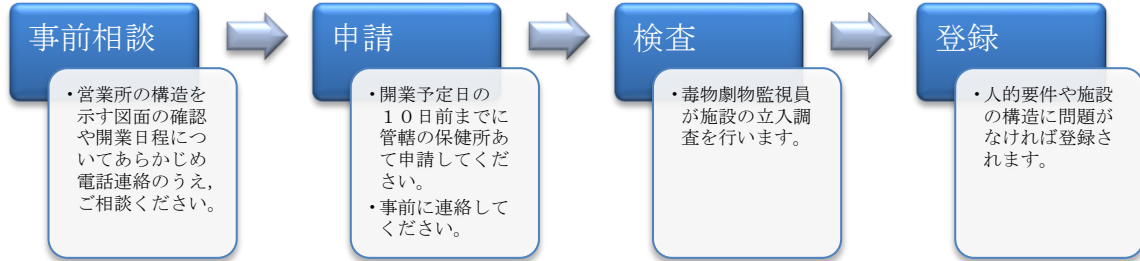 事前相談
・営業所の構造を
示す図面の確認
や開業日程につ
いてあらかじめ
電話連絡のうえ,
ご相談ください。
申請
・開業予定日の
１０日前までに
管轄の保健所あ
て申請してくだ
さい。
・事前に連絡して
ください。
検査
・毒物劇物監視員
が施設の立入調
査を行います。
登録
・人的要件や施設
の構造に問題が
なければ登録さ
れます。